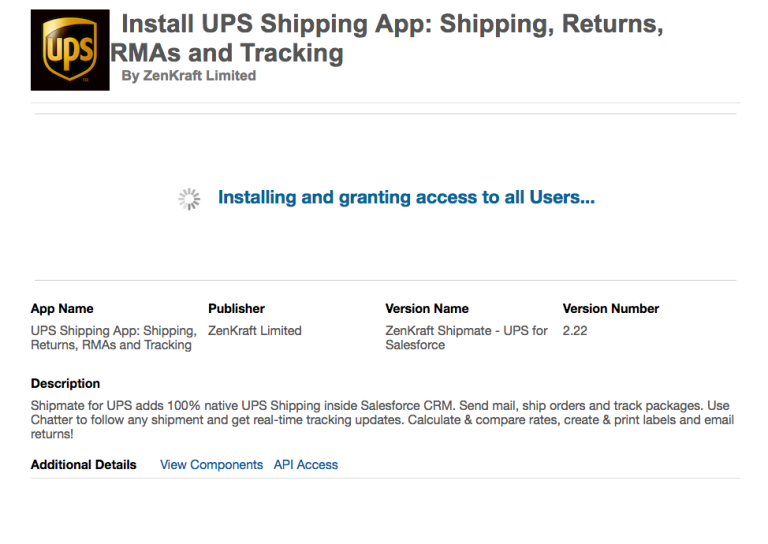 ups
Install UPS Shipping App: Shipping, Returns,
RMAs and Tracking
By ZenKraft Limited
Installing and granting access to all Users...
App Name Publisher Version Name Version Number
UPS Shipping App: Shipping, ZenKraft Limited ZenKraft Shipmate - UPS for 2.22
Returns, RMAs and Tracking Salesforce
Description
Shipmate for UPS adds 100% native UPS Shipping inside Salesforce CRM. Send mail, ship orders and track packages. Use
Chatter to follow any shipment and get real-time tracking updates. Calculate & compare rates, create & print labels and email
returns!
Additional Details View Components API Access